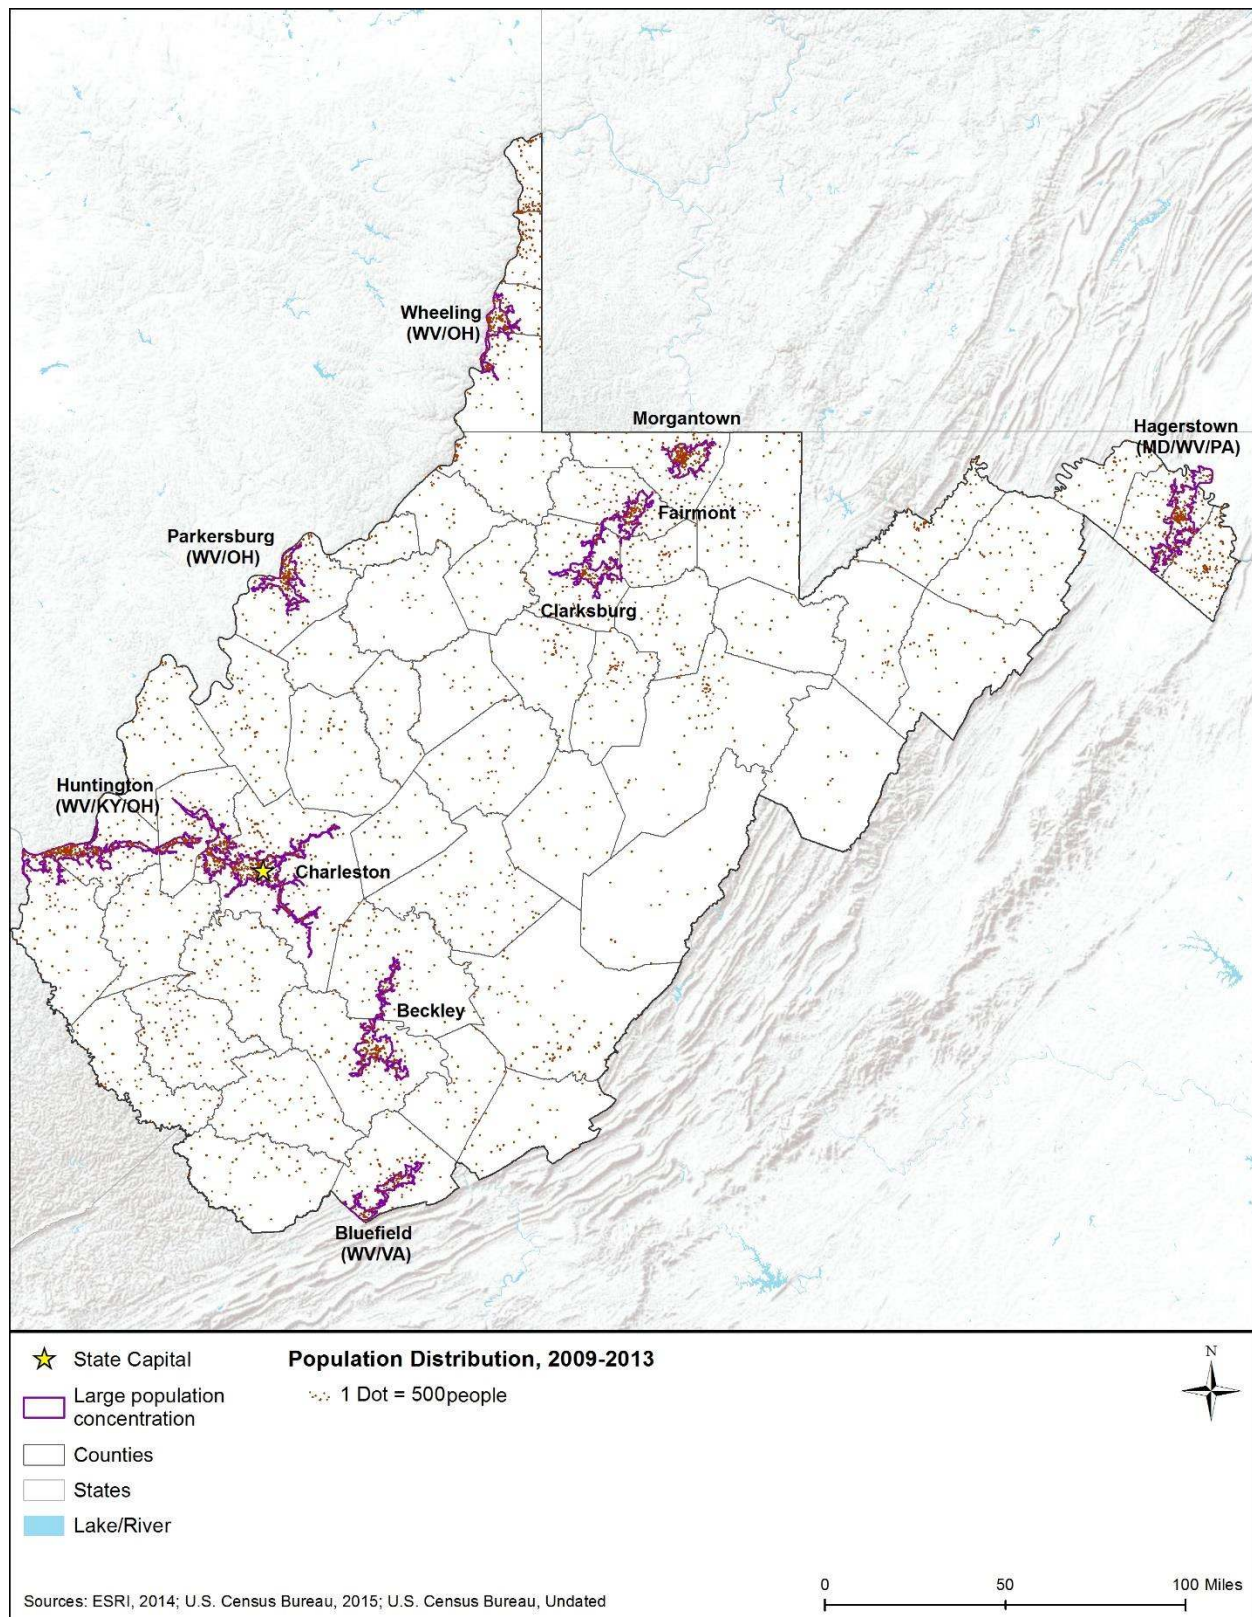 Wheeling
(WV/OH)
Morgantown
Hagerstown
(MD/WV/PA)
Fairmont
Parkersburg
(WV/OH)
Clarksburg
Huntington
(WV/KY/OH)
Charleston
Beckley
Bluefield
(WV/VA)
State Capital
Large population
concentration
Counties
States
Lake/River
Population Distribution, 2009-2013
1 Dot = 500people
N
0 50 100 Miles
Sources: ESRI, 2014; U.S. Census Bureau, 2015; U.S. Census Bureau, Undated